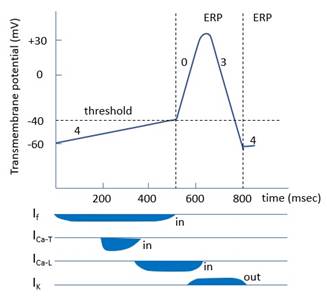 ERP ERP
Transmembrane potential (mV)
+30
0 3
0
threshold
-40
4
4
-60
200 400 600 800 time (msec)
If
in
ICa-T
in
ICa-L
in
IK
out